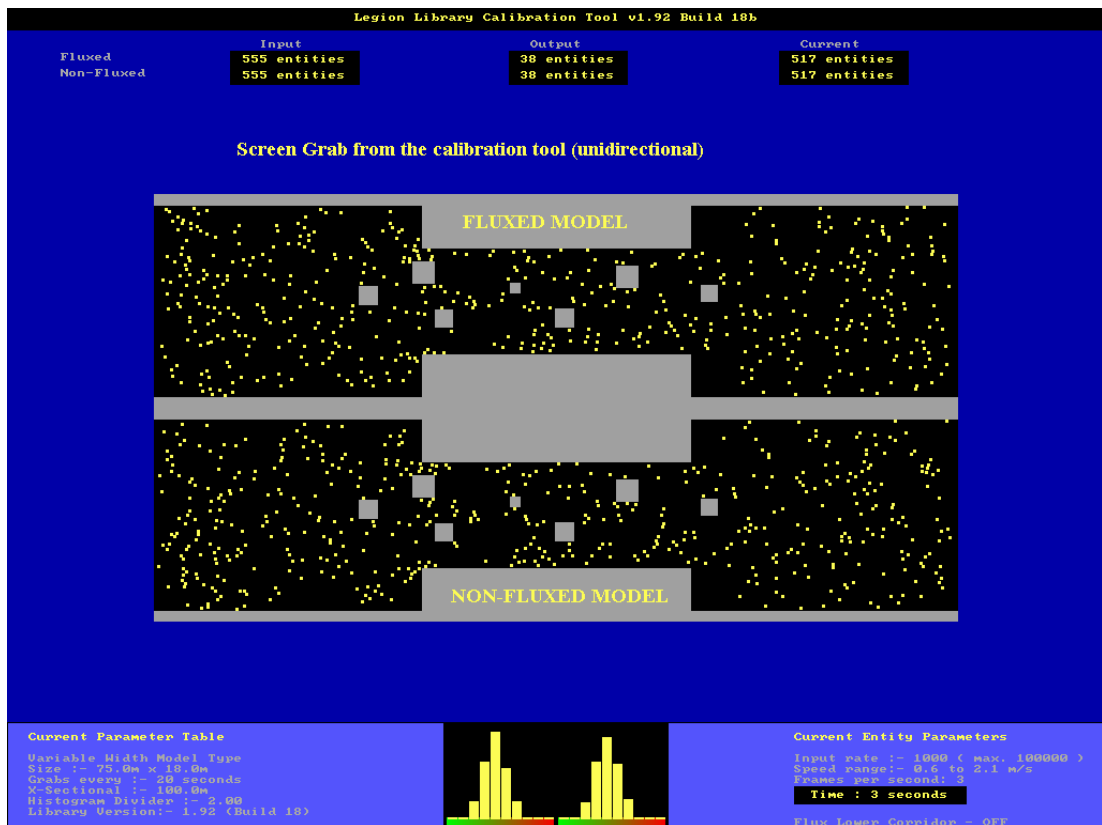 Legion Library Calibration Tool v1.92 Build 18b
Input Output Current
Fluxed 555 entities 38 entities 517 entities
Non-Fluxed 555 entities 38 entities 517 entities
Screen Grab from the calibration tool (unidirectional)
FLUXED MODEL
NON-FLUXED MODEL
Current Parameter Table
Variable Width Model Type
Size :- 75.0m x 18.0m
Grabs every :- 20 seconds
X-Sectional :- 100.0m
Histogram Divider :- 2.00
Library Version:- 1.92 (Build 18)
Current Entity Parameters
Input rate :- 1000 ( max. 100000 )
Speed range:- 0.6 to 2.1 m/s
Frames per second: 3
Time : 3 seconds
Flux Lower Corridor - OFF